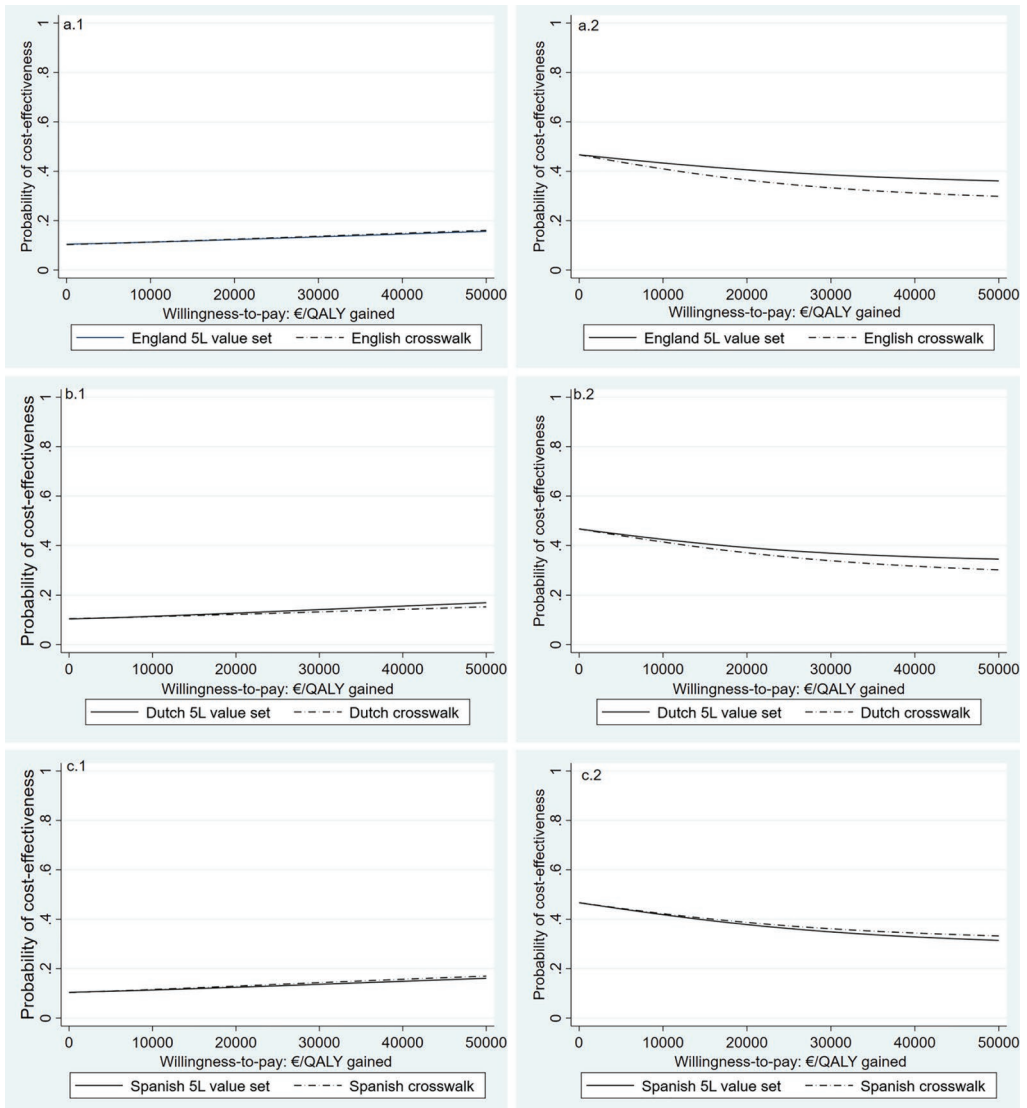 a.1
Probability of cost-effectiveness
1
.8
.6
.4
.2
0
0 10000 20000 30000 40000 50000
Willingness-to-pay: €/QALY gained
England 5L value set English crosswalk
a.2
Probability of cost-effectiveness
1
.8
.6
.4
.2
0
0 10000 20000 30000 40000 50000
Willingness-to-pay: €/QALY gained
England 5L value set English crosswalk
b.1
Probability of cost-effectiveness
1
.8
.6
.4
.2
0
0 10000 20000 30000 40000 50000
Willingness-to-pay: €/QALY gained
Dutch 5L value set Dutch crosswalk
b.2
Probability of cost-effectiveness
1
.8
.6
.4
.2
0
0 10000 20000 30000 40000 50000
Willingness-to-pay: €/QALY gained
Dutch 5L value set Dutch crosswalk
c.1
Probability of cost-effectiveness
1
.8
.6
.4
.2
0
0 10000 20000 30000 40000 50000
Willingness-to-pay: €/QALY gained
Spanish 5L value set Spanish crosswalk
c.2
Probability of cost-effectiveness
1
.8
.6
.4
.2
0
0 10000 20000 30000 40000 50000
Willingness-to-pay: €/QALY gained
Spanish 5L value set Spanish crosswalk